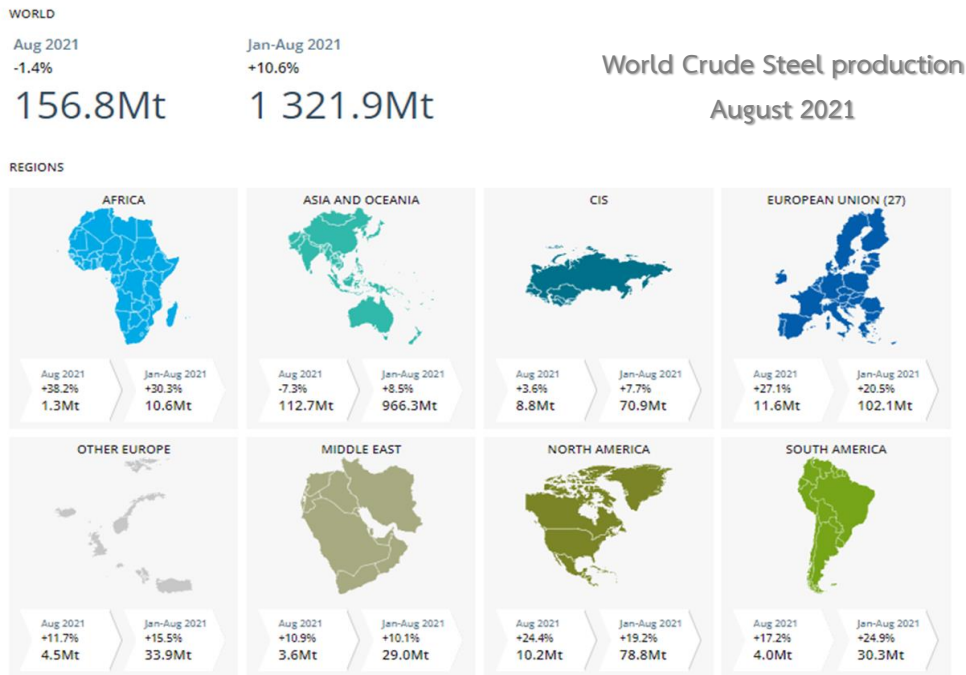 WORLD
Aug 2021
-1.4%
156.8Mt
Jan-Aug 2021
+10.6%
1 321.9Mt
World Crude Steel production
August 2021
REGIONS
AFRICA
Aug 2021
+38.2%
1.3Mt
Jan-Aug 2021
+30.3%
10.6Mt
ASIA AND OCEANIA
Aug 2021
-7.3%
112.7Mt
Jan-Aug 2021
+8.5%
966.3Mt
CIS
Aug 2021
+3.6%
8.8Mt
Jan-Aug 2021
+7.7%
70.9Mt
EUROPEAN UNION (27)
Aug 2021
+27.1%
11.6Mt
Jan-Aug 2021
+20.5%
102.1Mt
OTHER EUROPE
Aug 2021
+11.7%
4.5Mt
Jan-Aug 2021
+15.5%
33.9Mt
MIDDLE EAST
Aug 2021
+10.9%
3.6Mt
Jan-Aug 2021
+10.1%
29.0Mt
NORTH AMERICA
Aug 2021
+24.4%
10.2Mt
Jan-Aug 2021
+19.2%
78.8Mt
SOUTH AMERICA
Aug 2021
+17.2%
4.0Mt
Jan-Aug 2021
+24.9%
30.3Mt